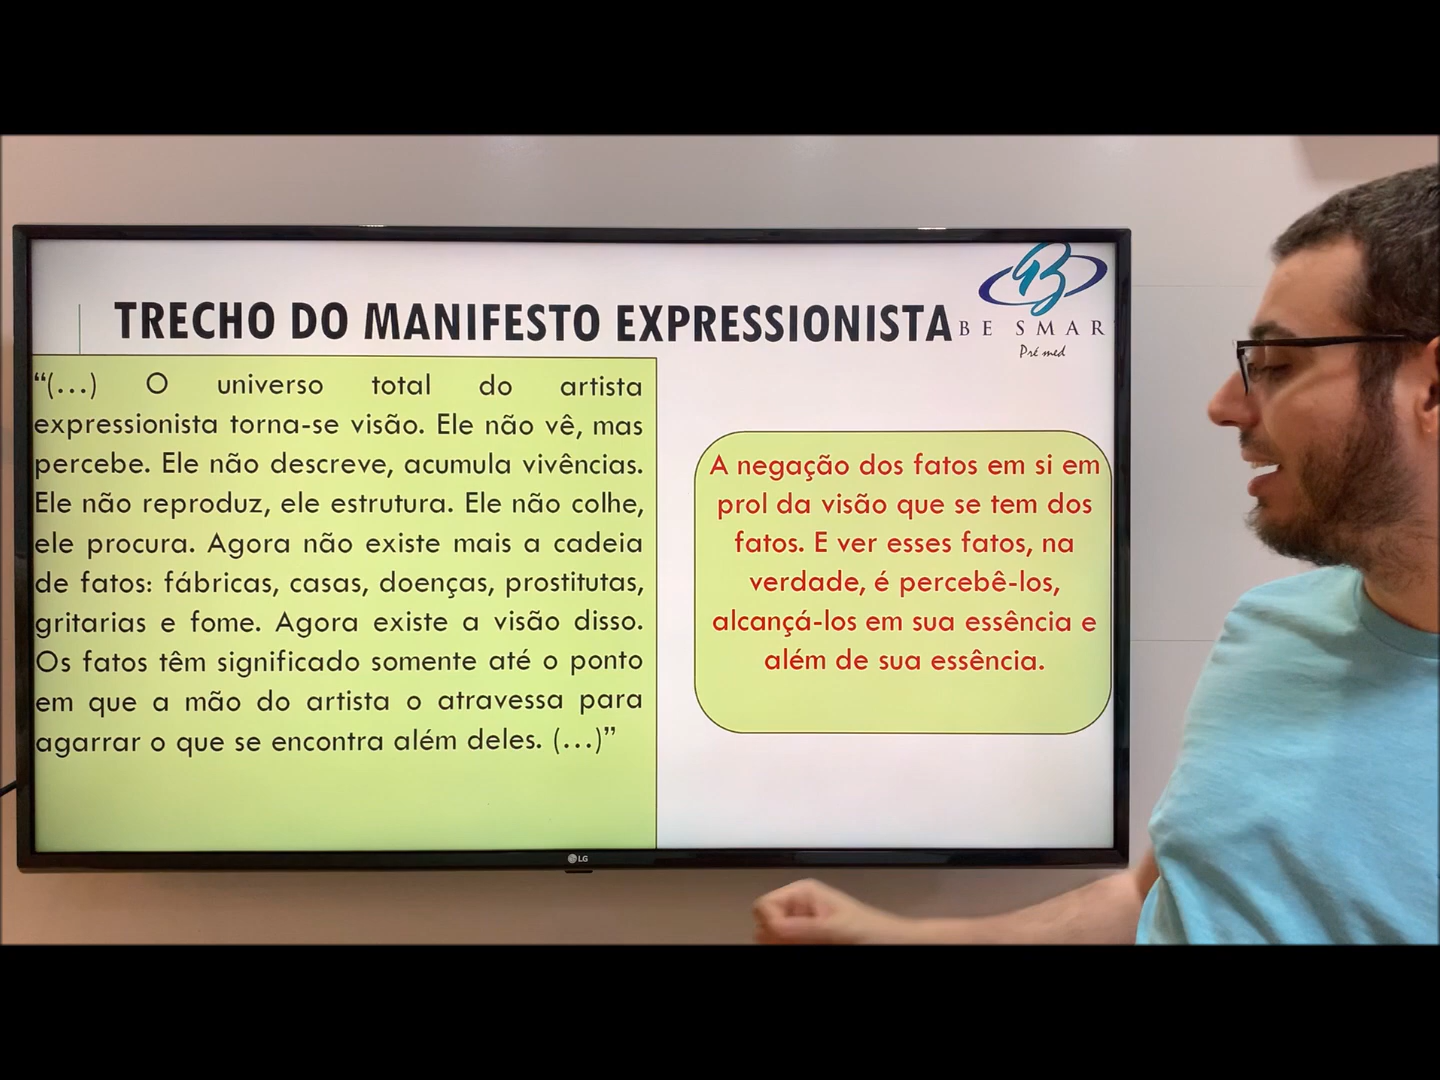 TRECHO DO MANIFESTO EXPRESSIONISTA
BE SMAR
Pré med
“(...) O universo total do artista
expressionista torna-se visão. Ele não vê, mas
percebe. Ele não descreve, acumula vivências.
Ele não reproduz, ele estrutura. Ele não colhe,
ele procura. Agora não existe mais a cadeia
de fatos: fábricas, casas, doenças, prostitutas,
gritarias e fome. Agora existe a visão disso.
Os fatos têm significado somente até o ponto
em que a mão do artista o atravessa para
agarrar o que se encontra além deles. (...)”
A negação dos fatos em si em
prol da visão que se tem dos
fatos. E ver esses fatos, na
verdade, é percebê-los,
alcançá-los em sua essência e
além de sua essência.
LG